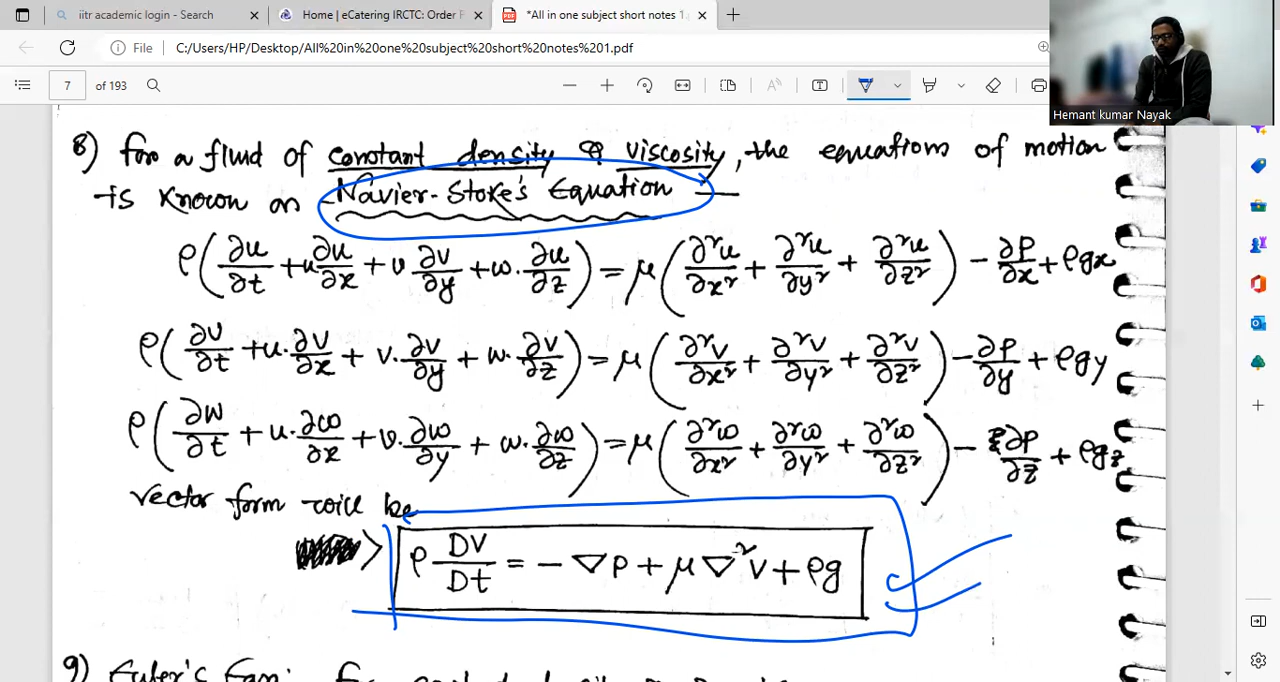 iitr academic login - Search
Home | eCatering IRCTC: Order F
*All in one subject short notes 1.
File
C:/Users/HP/Desktop/All%20in%20one%20subject%20short%20notes%201.pdf
7 of 193
Hemant kumar Nayak
8) For a fluid of constant density & viscosity, the equations of motion
is known as Navier-Stoke's Equation —
ρ(∂u/∂t + u∂u/∂x + v ∂v/∂y + w.∂u/∂z) = μ(∂²u/∂x² + ∂²u/∂y² + ∂²u/∂z²) - ∂P/∂x + ρgx
ρ(∂v/∂t + u.∂v/∂x + v.∂v/∂y + w.∂v/∂z) = μ(∂²v/∂x² + ∂²v/∂y² + ∂²v/∂z²) - ∂P/∂y + ρgy
ρ(∂w/∂t + u.∂w/∂x + v.∂w/∂y + w.∂w/∂z) = μ(∂²w/∂x² + ∂²w/∂y² + ∂²w/∂z²) - ∂P/∂z + ρgz
vector form will be
ρ DV/Dt = - ∇P + μ∇²V + ρg
9) Euler's Eqn: